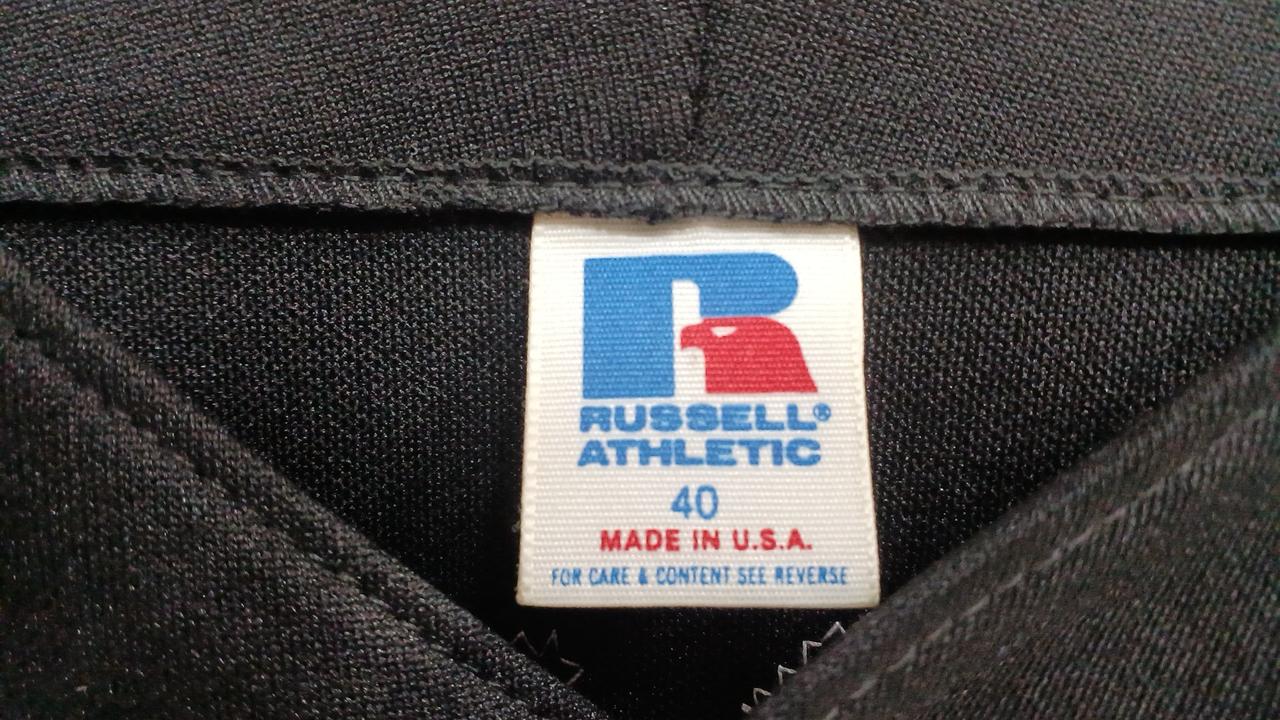 RUSSELL®
ATHLETIC
40
MADE IN U.S.A.
FOR CARE & CONTENT SEE REVERSE